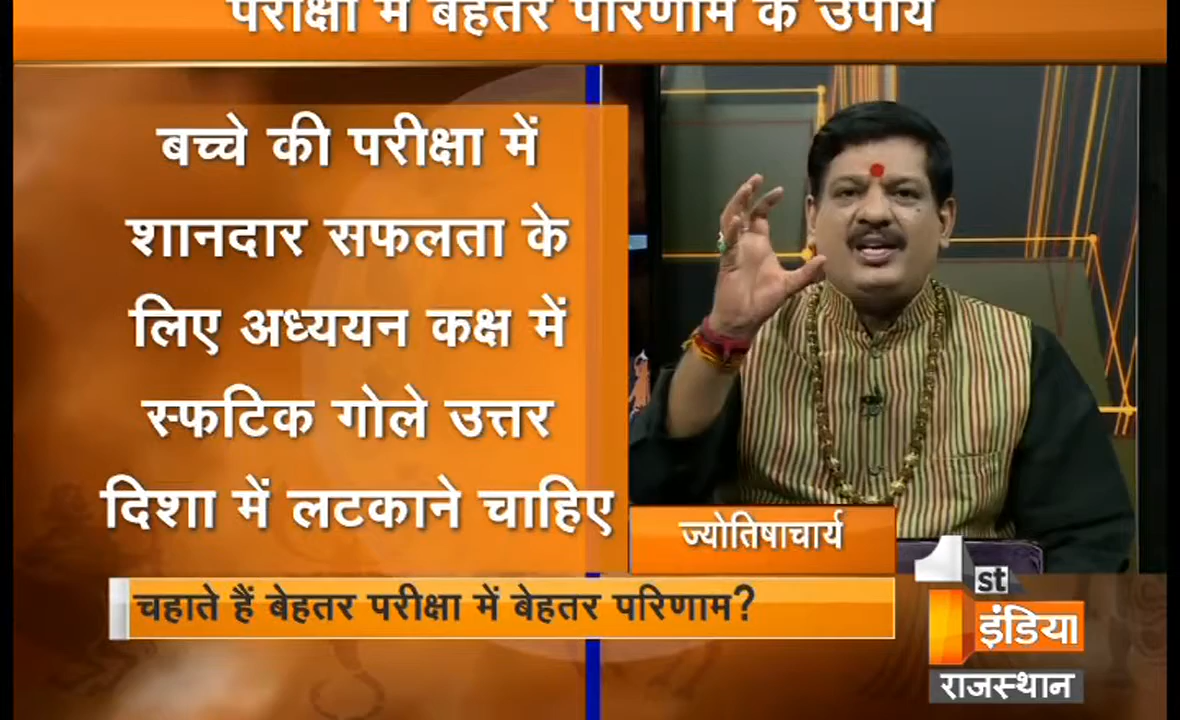 परीक्षा में बेहतर परिणाम के उपाय
बच्चे की परीक्षा में
शानदार सफलता के
लिए अध्ययन कक्ष में
स्फटिक गोले उत्तर
दिशा में लटकाने चाहिए
ज्योतिषाचार्य
चहाते हैं बेहतर परीक्षा में बेहतर परिणाम?
1st
इंडिया
राजस्थान